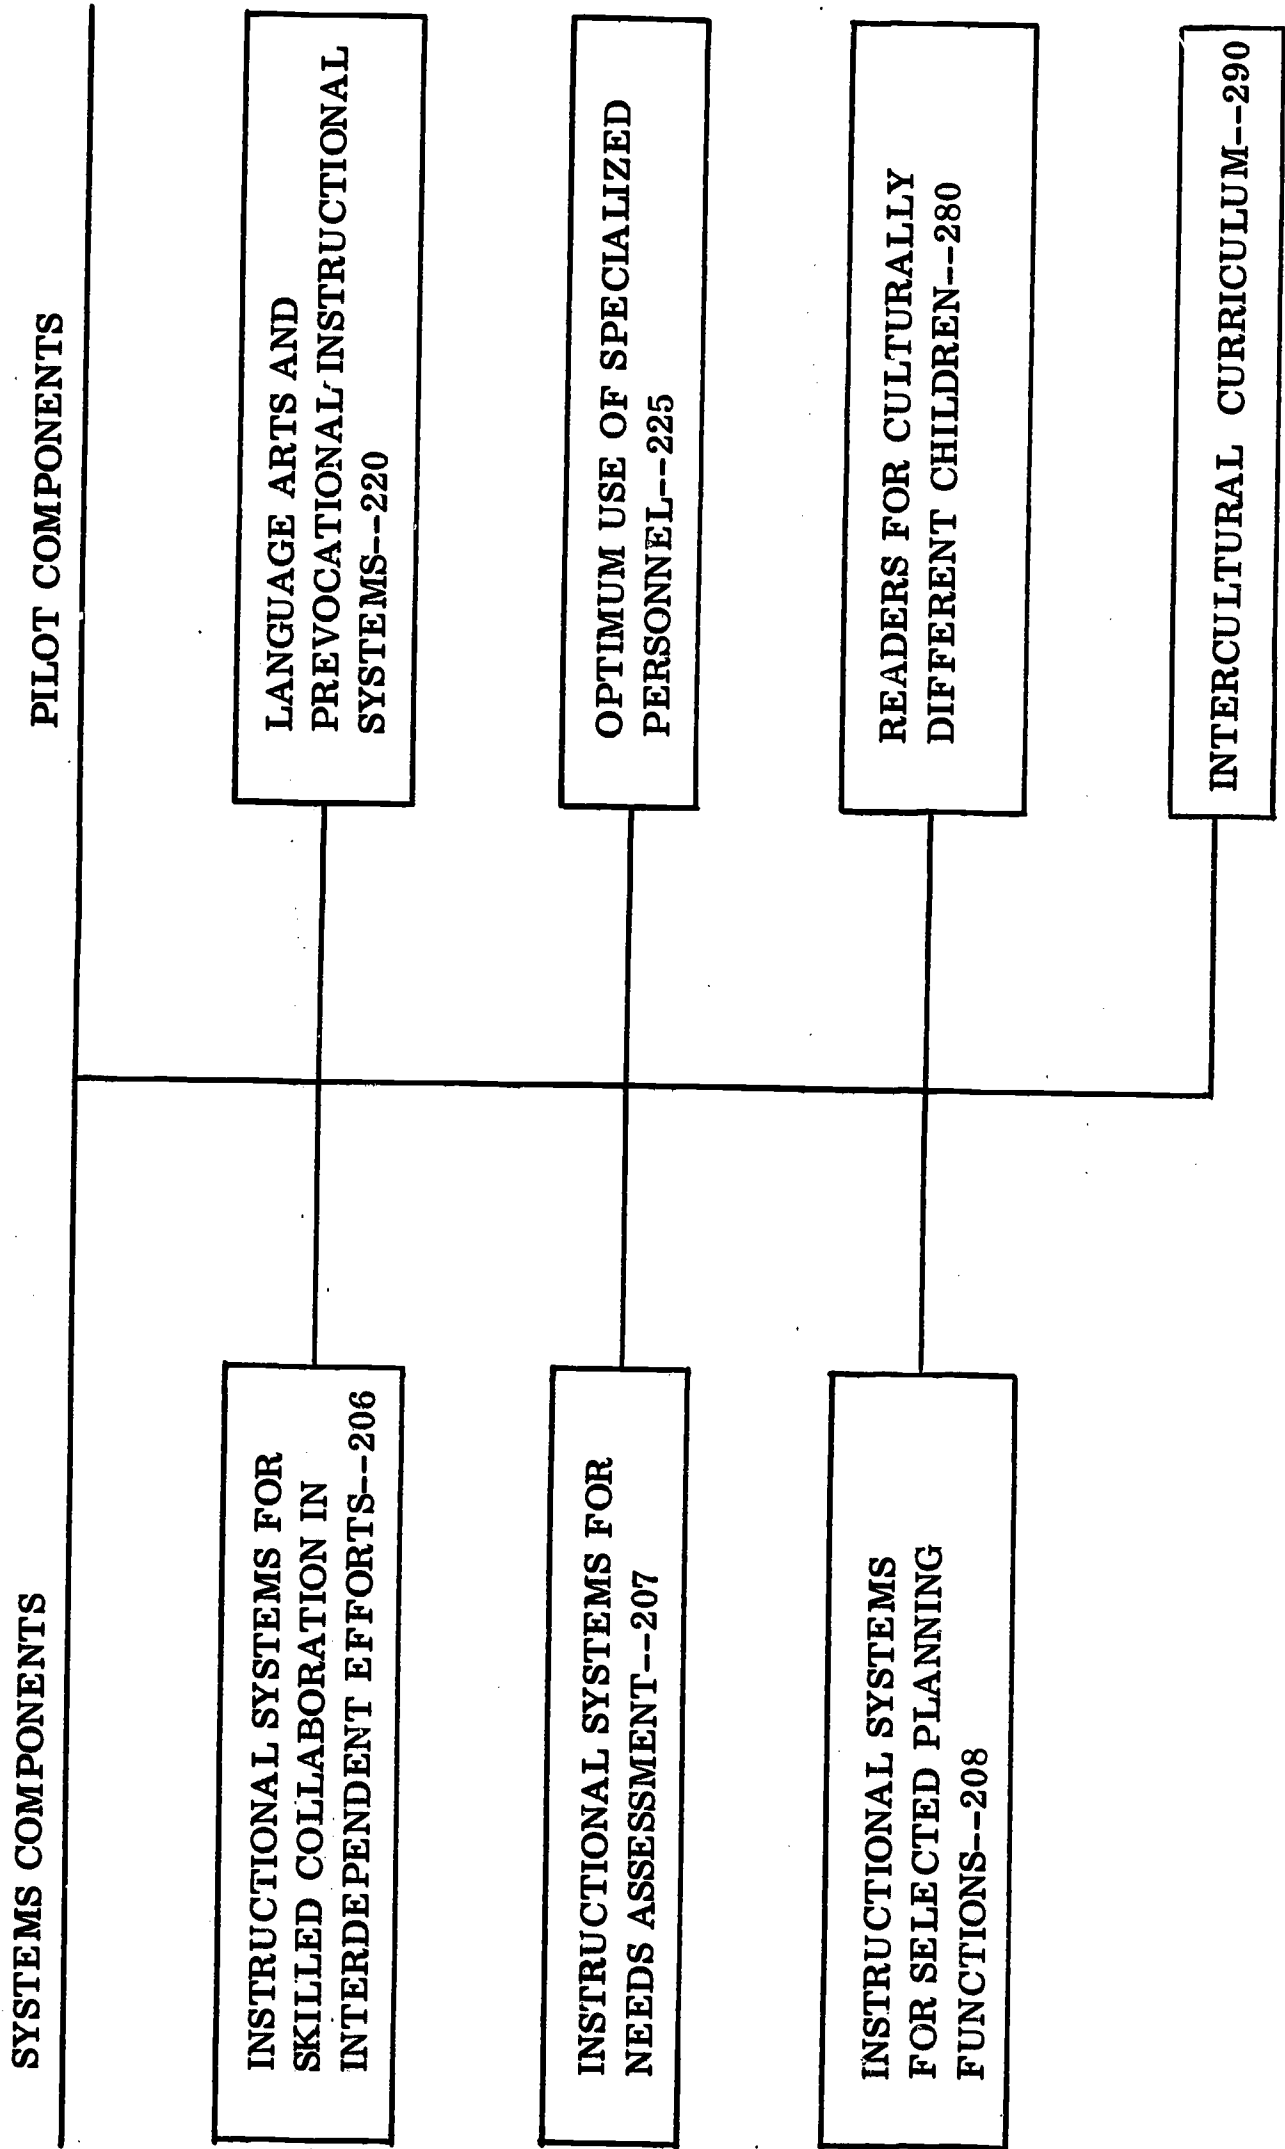 SYSTEMS COMPONENTS
PILOT COMPONENTS
INSTRUCTIONAL SYSTEMS FOR
SKILLED COLLABORATION IN
INTERDEPENDENT EFFORTS--206
LANGUAGE ARTS AND
PREVOCATIONAL INSTRUCTIONAL
SYSTEMS--220
INSTRUCTIONAL SYSTEMS FOR
NEEDS ASSESSMENT--207
OPTIMUM USE OF SPECIALIZED
PERSONNEL--225
INSTRUCTIONAL SYSTEMS
FOR SELECTED PLANNING
FUNCTIONS--208
READERS FOR CULTURALLY
DIFFERENT CHILDREN--280
INTERCULTURAL CURRICULUM--290